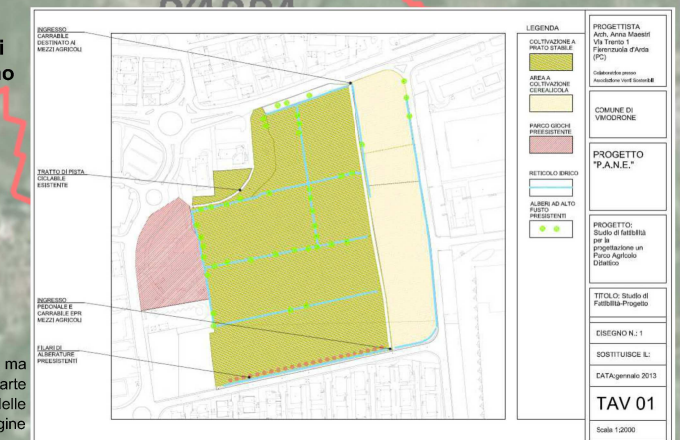 i
no
ma
arte
delle
gine
INGRESSO
CARRABILE
DESTINATO AI
MEZZI AGRICOLI
TRATTO DI PISTA
CICLABILE
ESISTENTE
INGRESSO
PEDONALE E
CARRABILE EPR
MEZZI AGRICOLI
FILARI DI
ALBERATURE
PREESISTENTI
LEGENDA
COLTIVAZIONE A
PRATO STABILE
AREA A
COLTIVAZIONE
CEREALICOLA
PARCO GIOCHI
PREESISTENTE
RETICOLO IDRICO
ALBERI AD ALTO
FUSTO
PRESISTENTI
PROGETTISTA
Arch. Anna Maestri
Via Trento 1
Fiorenzuola d'Arda
(PC)
Collaboratrice presso
Associazione Verdi Sostenibili
COMUNE DI
VIMODRONE
PROGETTO
"P.A.N.E."
PROGETTO:
Studio di fattibilità
per la
progettazione un
Parco Agricolo
Didattico
TITOLO: Studio di
Fattibilità-Progetto
DISEGNO N.: 1
SOSTITUISCE IL:
DATA:gennaio 2013
TAV 01
Scala 1:2000